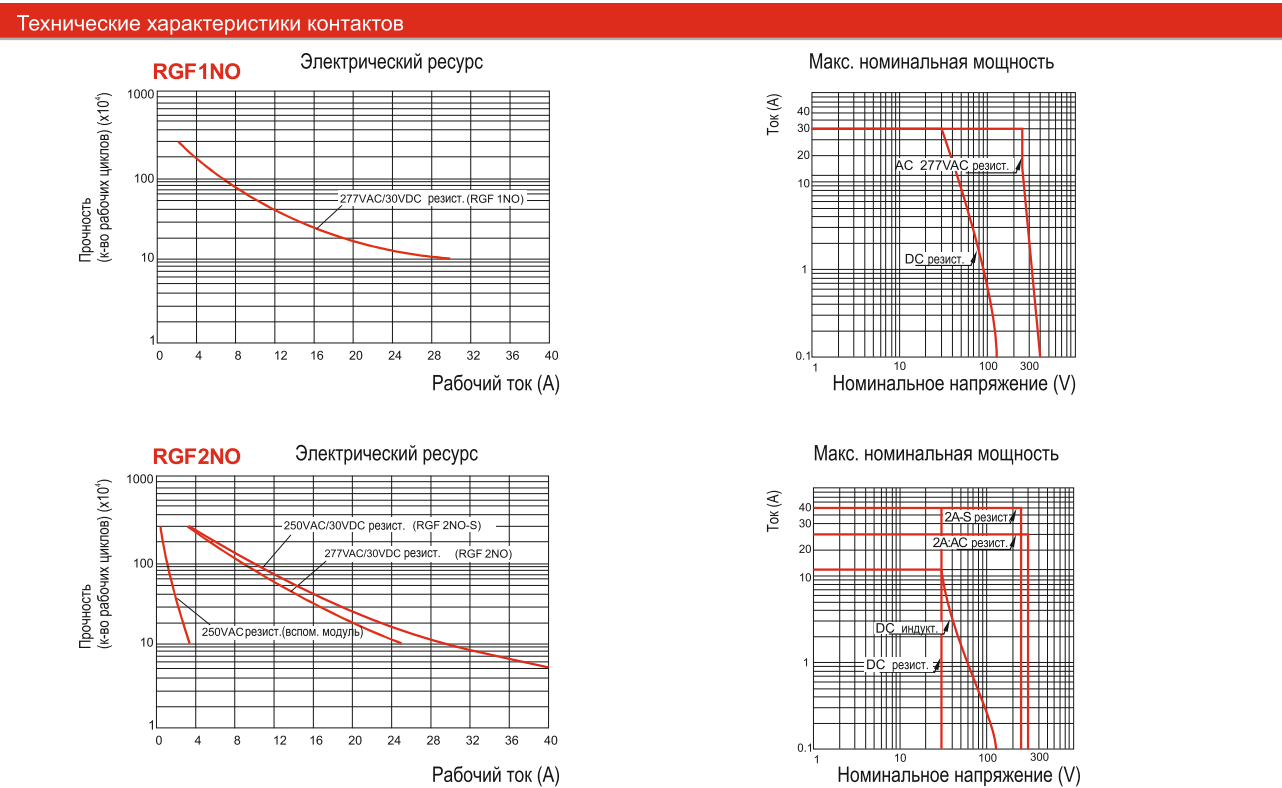 Технические характеристики контактов
RGF1NO
Электрический ресурс
Прочность
(к-во рабочих циклов) (x10⁴)
1000
100
10
1
277VAC/30VDC резист. (RGF 1NO)
0 4 8 12 16 20 24 28 32 36 40
Рабочий ток (A)
Макс. номинальная мощность
Ток (A)
40
30
20
10
1
0.1
AC 277VAC резист.
DC резист.
1 10 100 300
Номинальное напряжение (V)
RGF2NO
Электрический ресурс
Прочность
(к-во рабочих циклов) (x10⁴)
1000
100
10
1
250VAC/30VDC резист. (RGF 2NO-S)
277VAC/30VDC резист. (RGF 2NO)
250VAC резист.(вспом. модуль)
0 4 8 12 16 20 24 28 32 36 40
Рабочий ток (A)
Макс. номинальная мощность
Ток (A)
40
30
20
10
1
0.1
2A-S резист.
2A:AC резист.
DC индукт.
DC резист.
1 10 100 300
Номинальное напряжение (V)